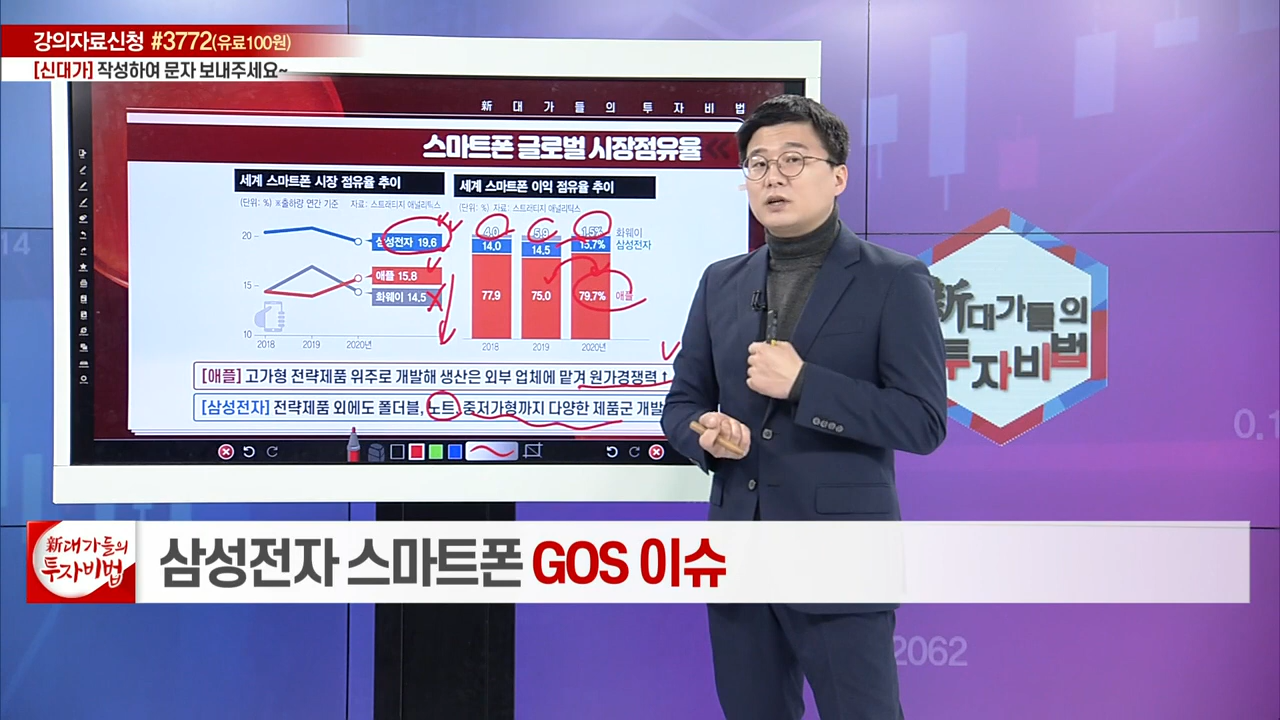 강의자료신청 #3772(유료100원)
[신대가] 작성하여 문자 보내주세요~
新 대 가 들 의 투 자 비 법
스마트폰 글로벌 시장점유율
세계 스마트폰 시장 점유율 추이
(단위: %) ※출하량 연간 기준 자료: 스트래티지 애널리틱스
20
15
10
삼성전자 19.6
애플 15.8
화웨이 14.5
2018 2019 2020년
세계 스마트폰 이익 점유율 추이
(단위: %) 자료: 스트래티지 애널리틱스
4.0 5.0 1.5% 화웨이
14.0 14.5 15.7% 삼성전자
77.9 75.0 79.7% 애플
2018 2019 2020년
[애플] 고가형 전략제품 위주로 개발해 생산은 외부 업체에 맡겨 원가경쟁력 ↑
[삼성전자] 전략제품 외에도 폴더블, 노트, 중저가형까지 다양한 제품군 개발
新대가들의
투자비법
14
0.1
2062
新대가들의
투자비법
삼성전자 스마트폰 GOS 이슈